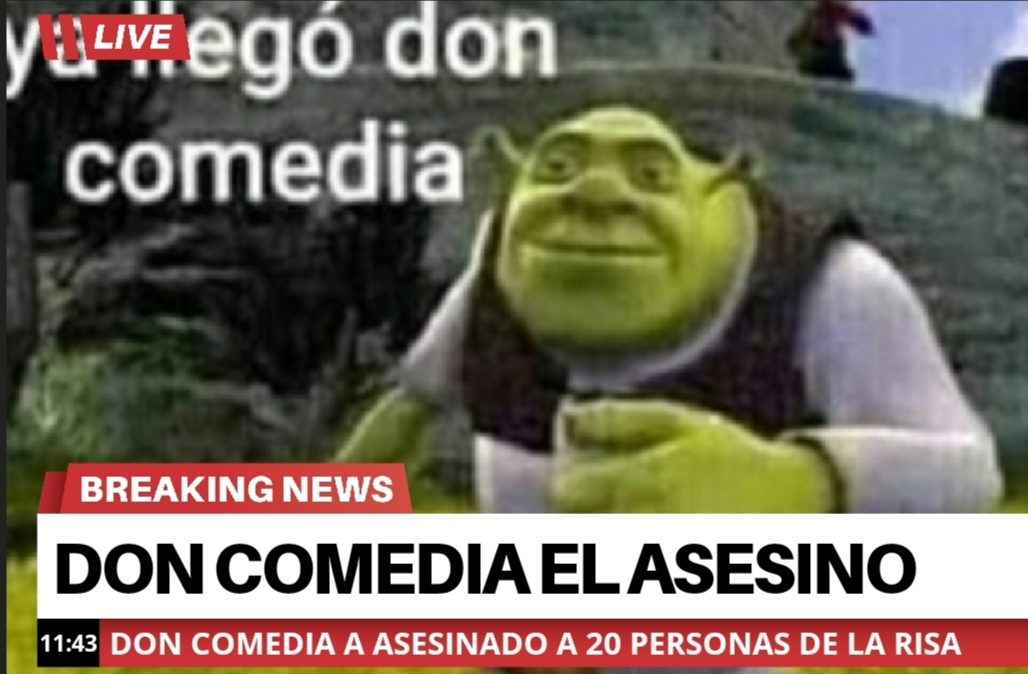 LIVE
ya llegó don
comedia
BREAKING NEWS
DON COMEDIA EL ASESINO
11:43 DON COMEDIA A ASESINADO A 20 PERSONAS DE LA RISA